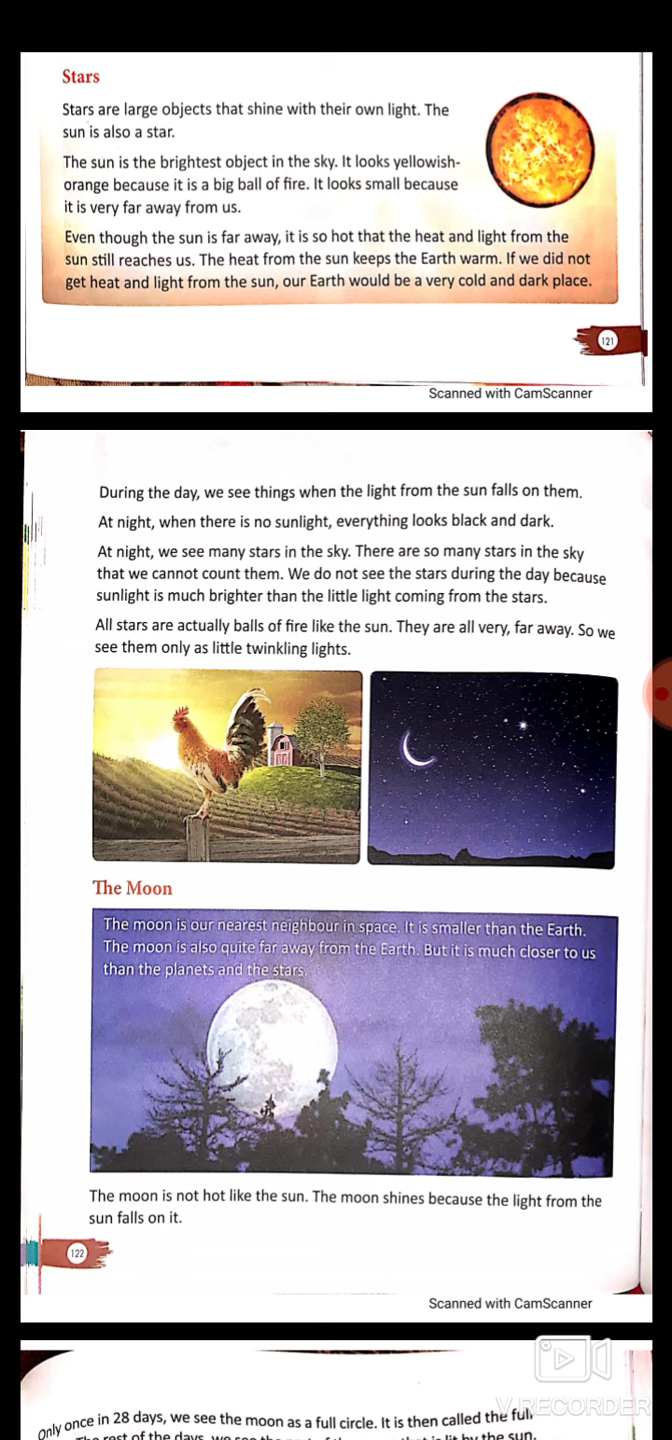 Stars
Stars are large objects that shine with their own light. The
sun is also a star.
The sun is the brightest object in the sky. It looks yellowish-
orange because it is a big ball of fire. It looks small because
it is very far away from us.
Even though the sun is far away, it is so hot that the heat and light from the
sun still reaches us. The heat from the sun keeps the Earth warm. If we did not
get heat and light from the sun, our Earth would be a very cold and dark place.
121
Scanned with CamScanner
During the day, we see things when the light from the sun falls on them.
At night, when there is no sunlight, everything looks black and dark.
At night, we see many stars in the sky. There are so many stars in the sky
that we cannot count them. We do not see the stars during the day because
sunlight is much brighter than the little light coming from the stars.
All stars are actually balls of fire like the sun. They are all very, far away. So we
see them only as little twinkling lights.
The Moon
The moon is our nearest neighbour in space. It is smaller than the Earth.
The moon is also quite far away from the Earth. But it is much closer to us
than the planets and the stars.
The moon is not hot like the sun. The moon shines because the light from the
sun falls on it.
122
Scanned with CamScanner
V RECORDER
Only once in 28 days, we see the moon as a full circle. It is then called the full
rest of the days, we see the
lit by the sun.